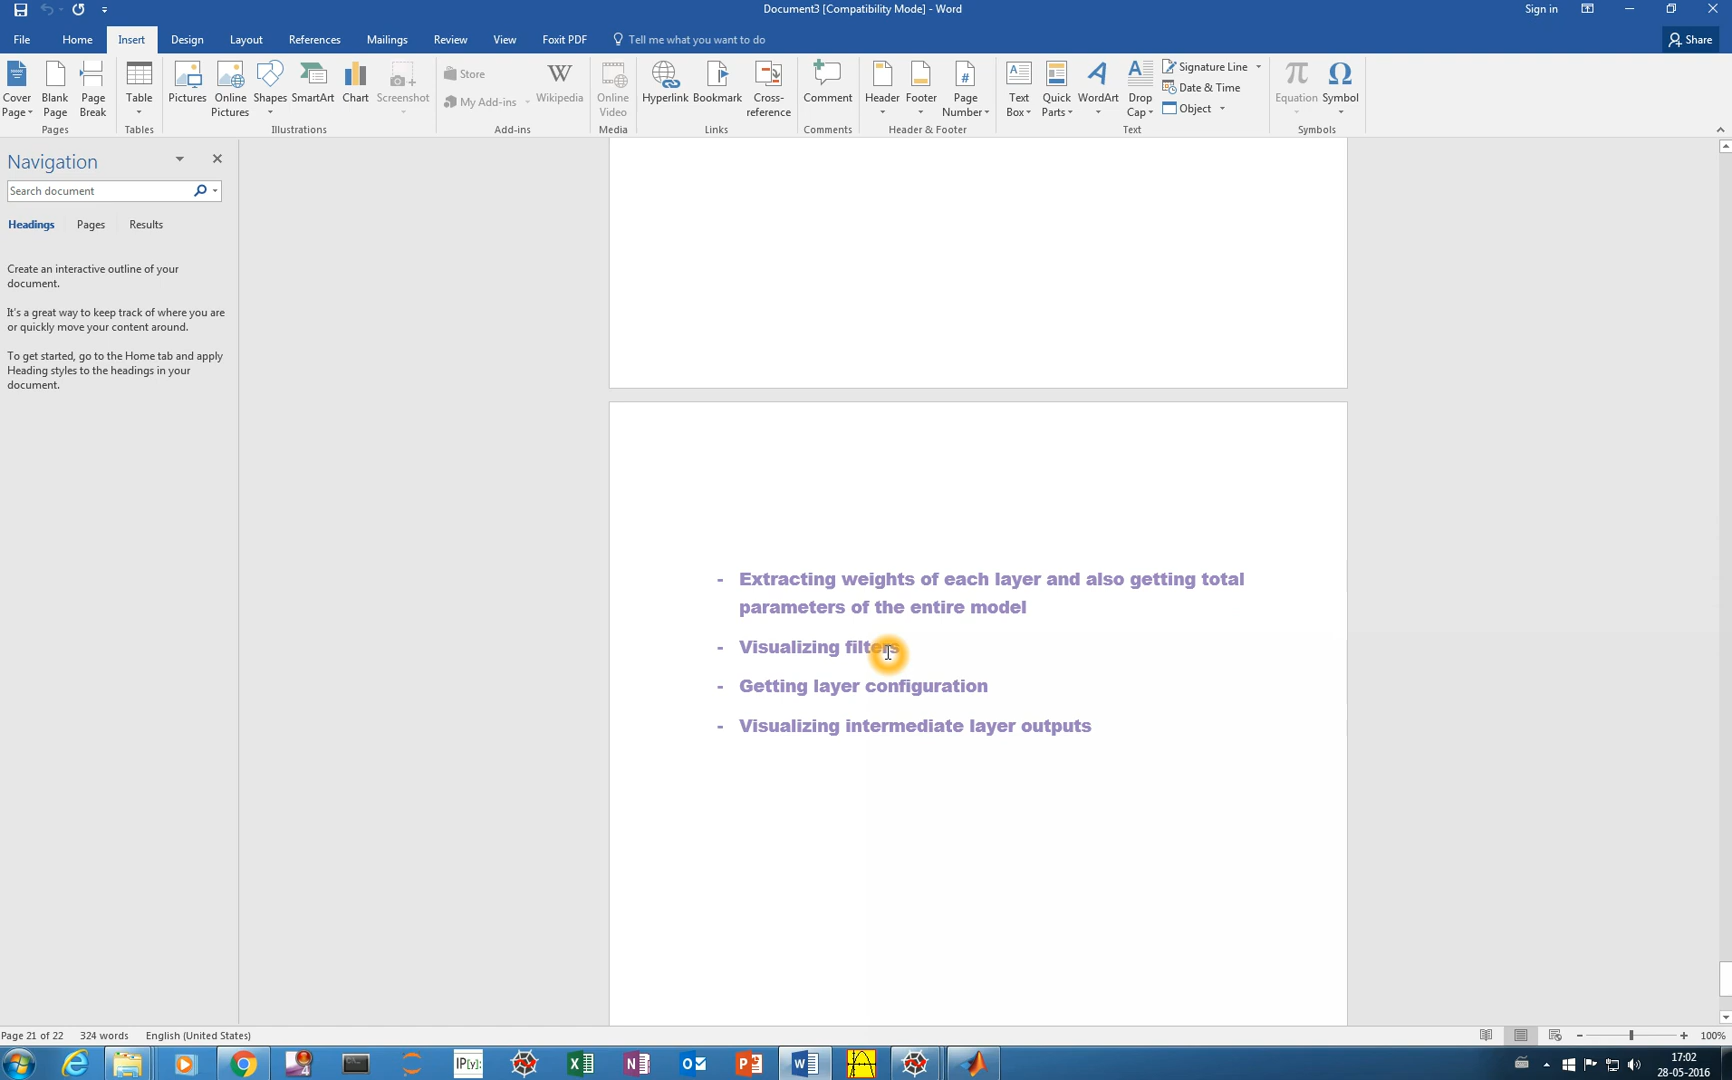 Document3 [Compatibility Mode] - Word
Sign in
File Home Insert Design Layout References Mailings Review View Foxit PDF Tell me what you want to do
Share
Cover Page
Blank Page
Page Break
Pages
Table
Tables
Pictures
Online Pictures
Shapes
SmartArt
Chart
Screenshot
Illustrations
Store
My Add-ins
Wikipedia
Add-ins
Online Video
Media
Hyperlink
Bookmark
Cross-reference
Links
Comment
Comments
Header
Footer
Page Number
Header & Footer
Text Box
Quick Parts
WordArt
Drop Cap
Signature Line
Date & Time
Object
Text
Equation
Symbol
Symbols
Navigation
Search document
Headings Pages Results
Create an interactive outline of your
document.
It's a great way to keep track of where you are
or quickly move your content around.
To get started, go to the Home tab and apply
Heading styles to the headings in your
document.
- Extracting weights of each layer and also getting total
parameters of the entire model
- Visualizing filters
- Getting layer configuration
- Visualizing intermediate layer outputs
Page 21 of 22 324 words English (United States)
100%
IP[y]:
17:02
28-05-2016